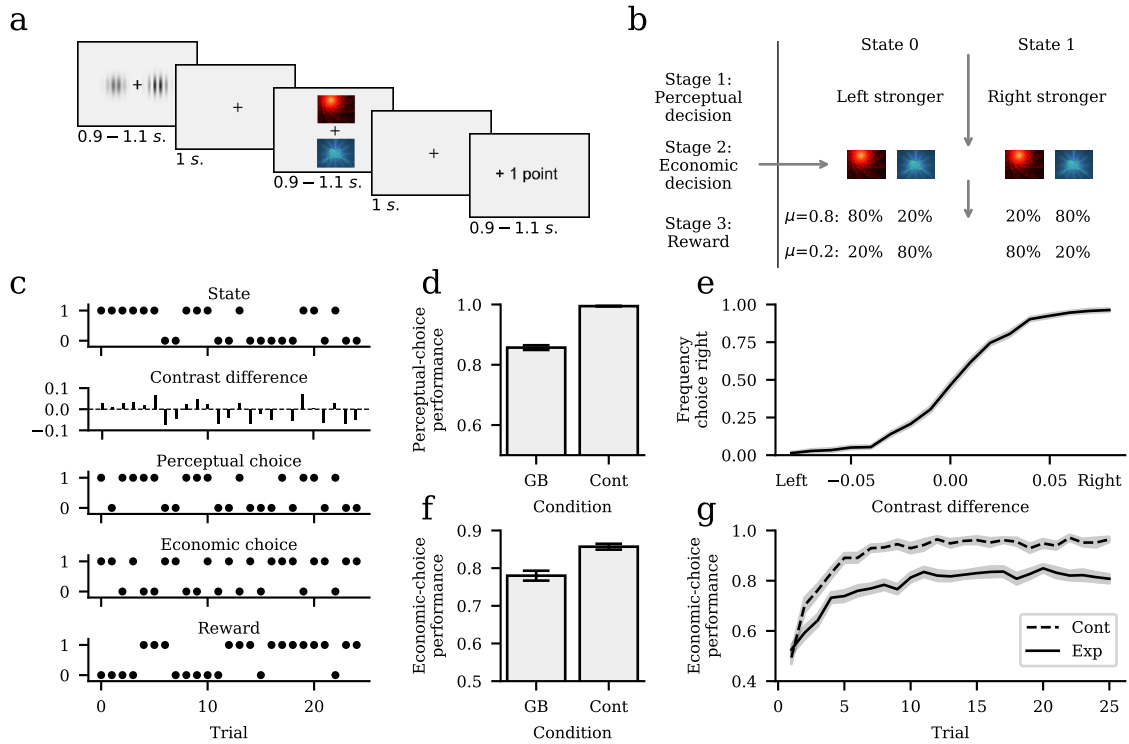 a
+
0.9 − 1.1 s.
+
1 s.
+
0.9 − 1.1 s.
+
1 s.
+ 1 point
0.9 − 1.1 s.
b
State 0
State 1
Stage 1:
Perceptual
decision
Left stronger
Right stronger
Stage 2:
Economic
decision
Stage 3:
Reward
μ=0.8: 80% 20% 20% 80%
μ=0.2: 20% 80% 80% 20%
c
State
1
0
Contrast difference
0.1
0.0
−0.1
Perceptual choice
1
0
Economic choice
1
0
Reward
1
0
0 10 20
Trial
d
Perceptual-choice
performance
1.0
0.8
0.6
GB Cont
Condition
e
Frequency
choice right
1.00
0.75
0.50
0.25
0.00
Left −0.05 0.00 0.05 Right
Contrast difference
f
Economic-choice
performance
0.9
0.8
0.7
0.6
0.5
GB Cont
Condition
g
Economic-choice
performance
1.0
0.8
0.6
0.4
Cont
Exp
0 5 10 15 20 25
Trial